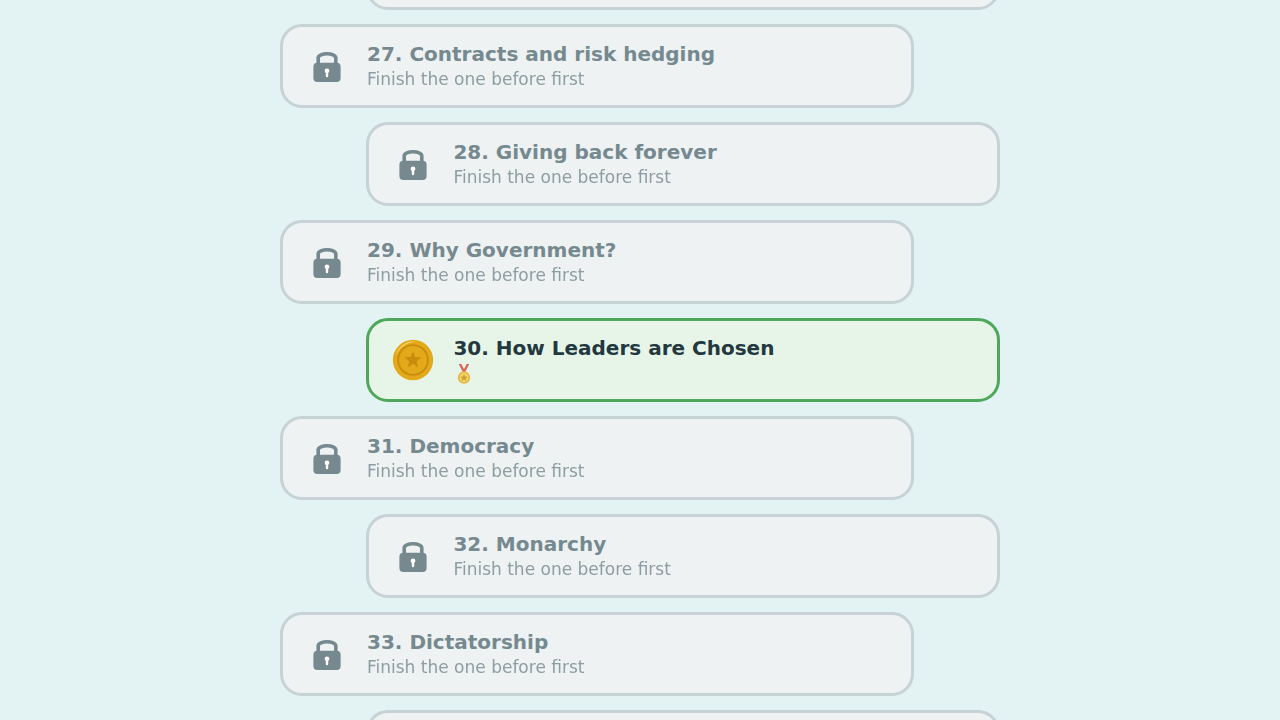 27. Contracts and risk hedging
Finish the one before first
28. Giving back forever
Finish the one before first
29. Why Government?
Finish the one before first
30. How Leaders are Chosen
31. Democracy
Finish the one before first
32. Monarchy
Finish the one before first
33. Dictatorship
Finish the one before first